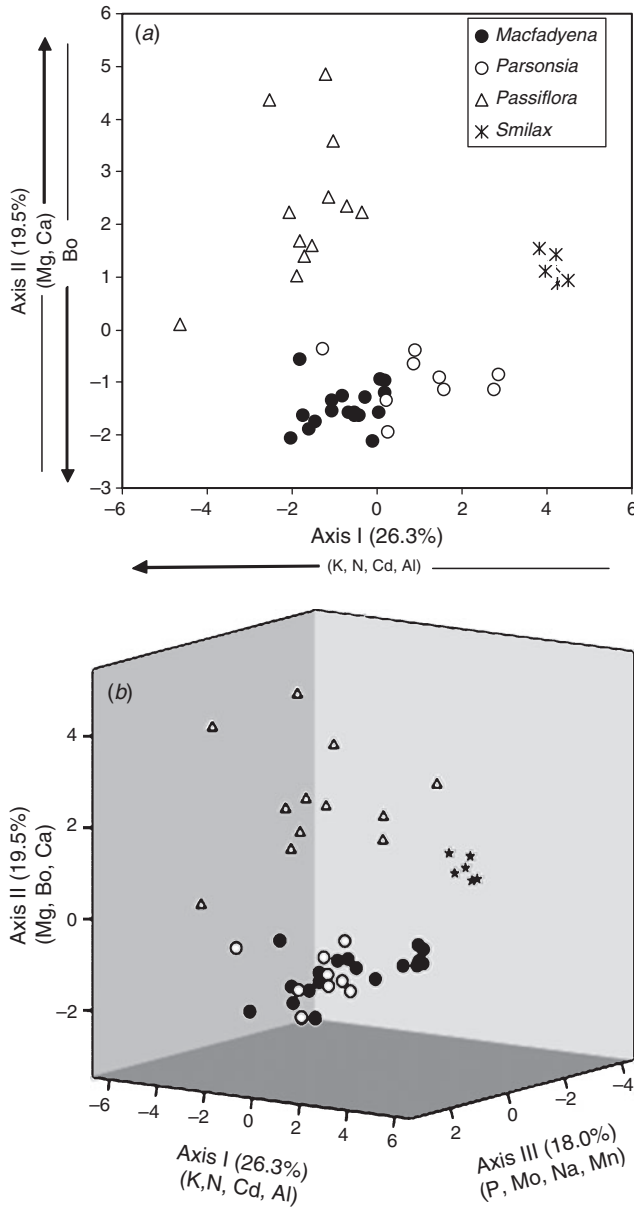 (a)
Macfadyena
Parsonsia
Passiflora
Smilax
6
5
4
3
2
1
0
−1
−2
−3
Axis II (19.5%)
(Mg, Ca)
Bo
−6 −4 −2 0 2 4 6
Axis I (26.3%)
(K, N, Cd, Al)
(b)
4
2
0
−2
Axis II (19.5%)
(Mg, Bo, Ca)
−6 −4 −2 0 2 4 6
2 0 −2 −4
Axis I (26.3%)
(K,N, Cd, Al)
Axis III (18.0%)
(P, Mo, Na, Mn)